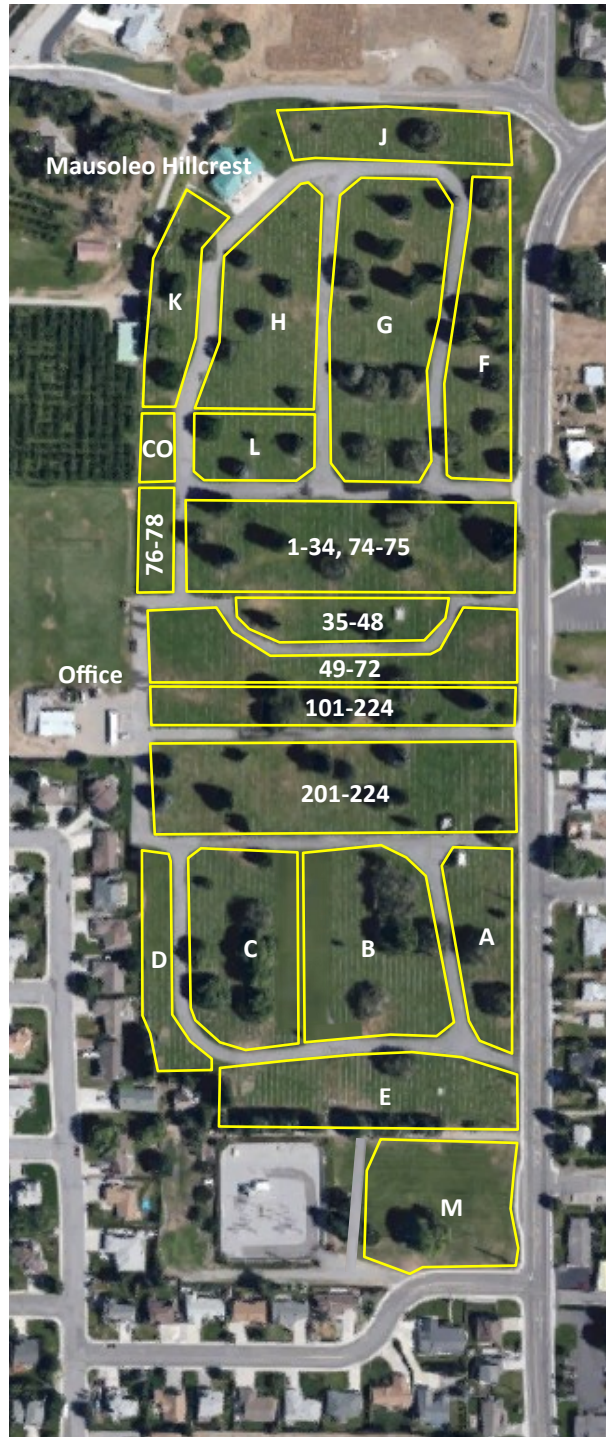 J
Mausoleo Hillcrest
K
H
G
F
CO
L
76-78
1-34, 74-75
35-48
Office
49-72
101-224
201-224
D
C
B
A
E
M